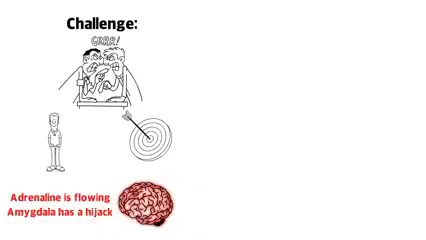 Challenge:
GRRR!
Adrenaline is flowing
Amygdala has a hijack